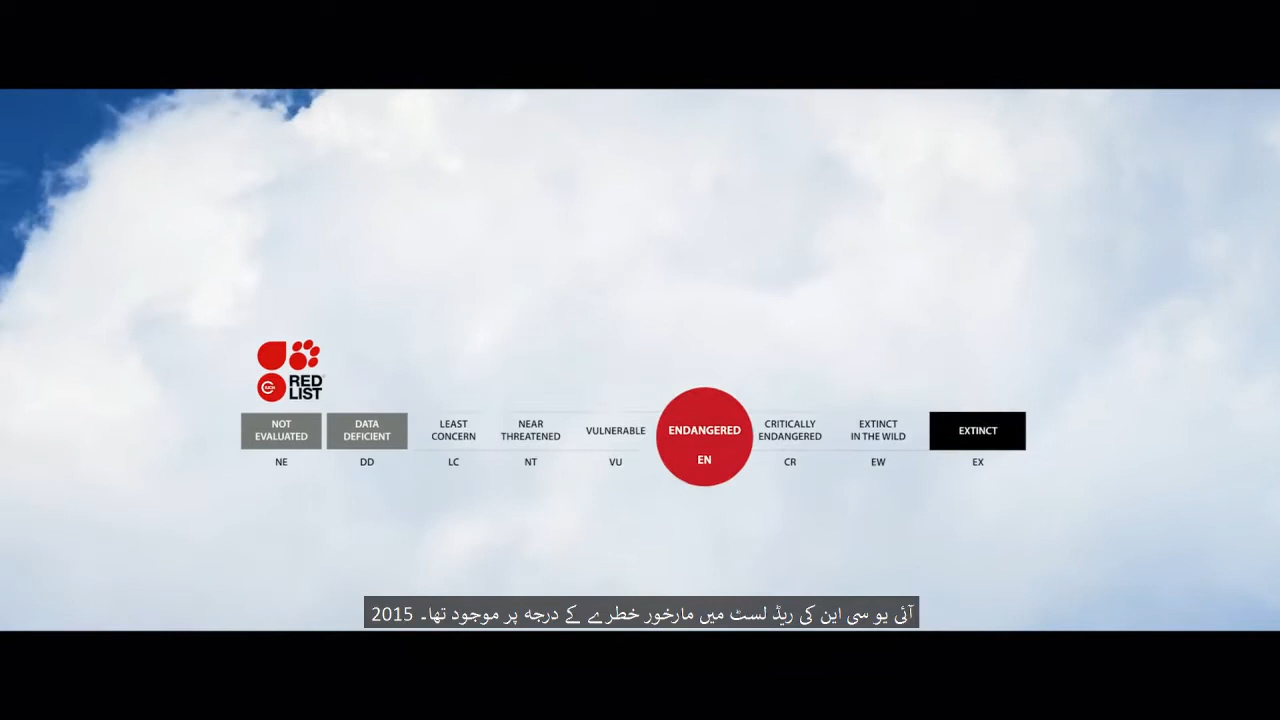 IUCN
RED
LIST
NOT
EVALUATED
NE
DATA
DEFICIENT
DD
LEAST
CONCERN
LC
NEAR
THREATENED
NT
VULNERABLE
VU
ENDANGERED
EN
CRITICALLY
ENDANGERED
CR
EXTINCT
IN THE WILD
EW
EXTINCT
EX
آئی یو سی این کی ریڈ لسٹ میں مارخور خطرے کے درجہ پر موجود تھا۔ 2015